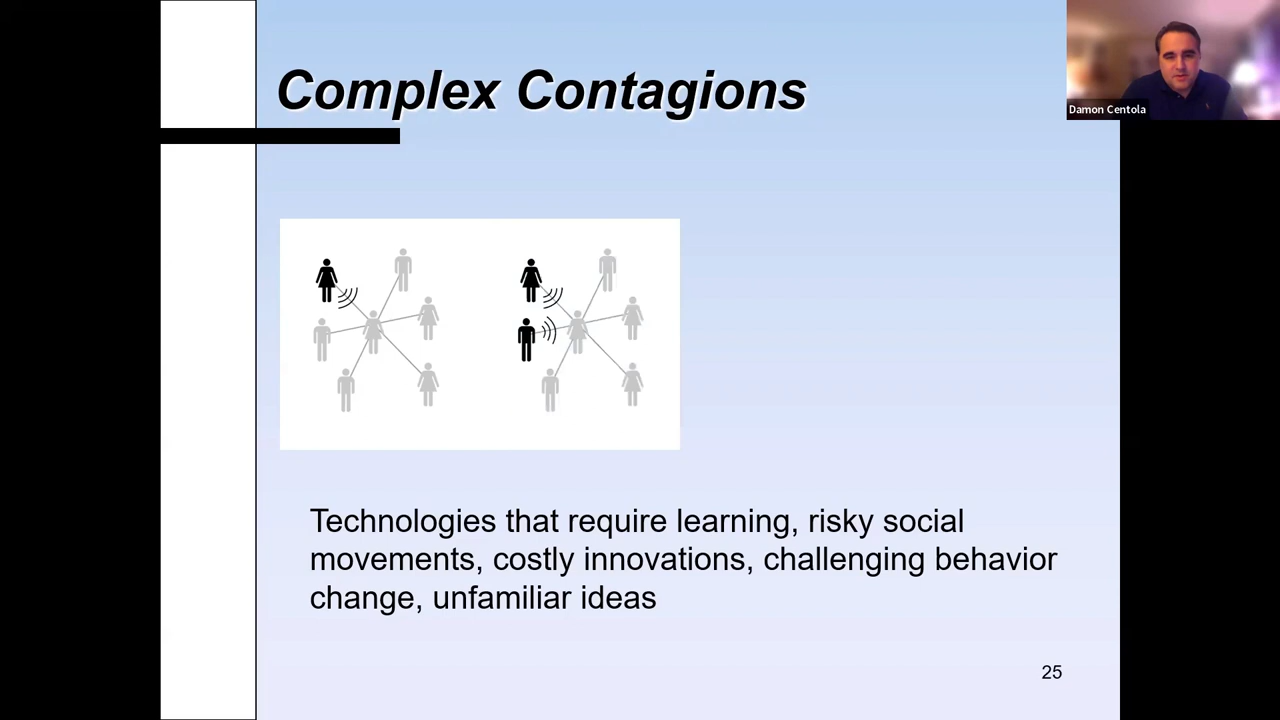 Complex Contagions
Damon Centola
Technologies that require learning, risky social
movements, costly innovations, challenging behavior
change, unfamiliar ideas
25